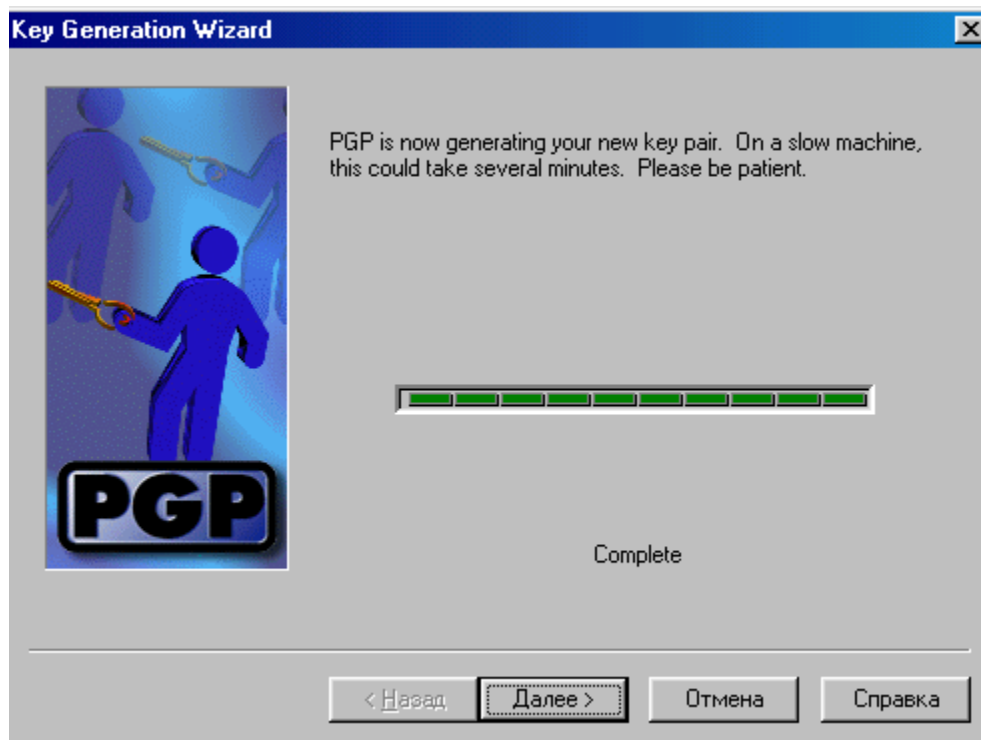 Key Generation Wizard
PGP is now generating your new key pair. On a slow machine,
this could take several minutes. Please be patient.
PGP
Complete
< Назад
Далее >
Отмена
Справка